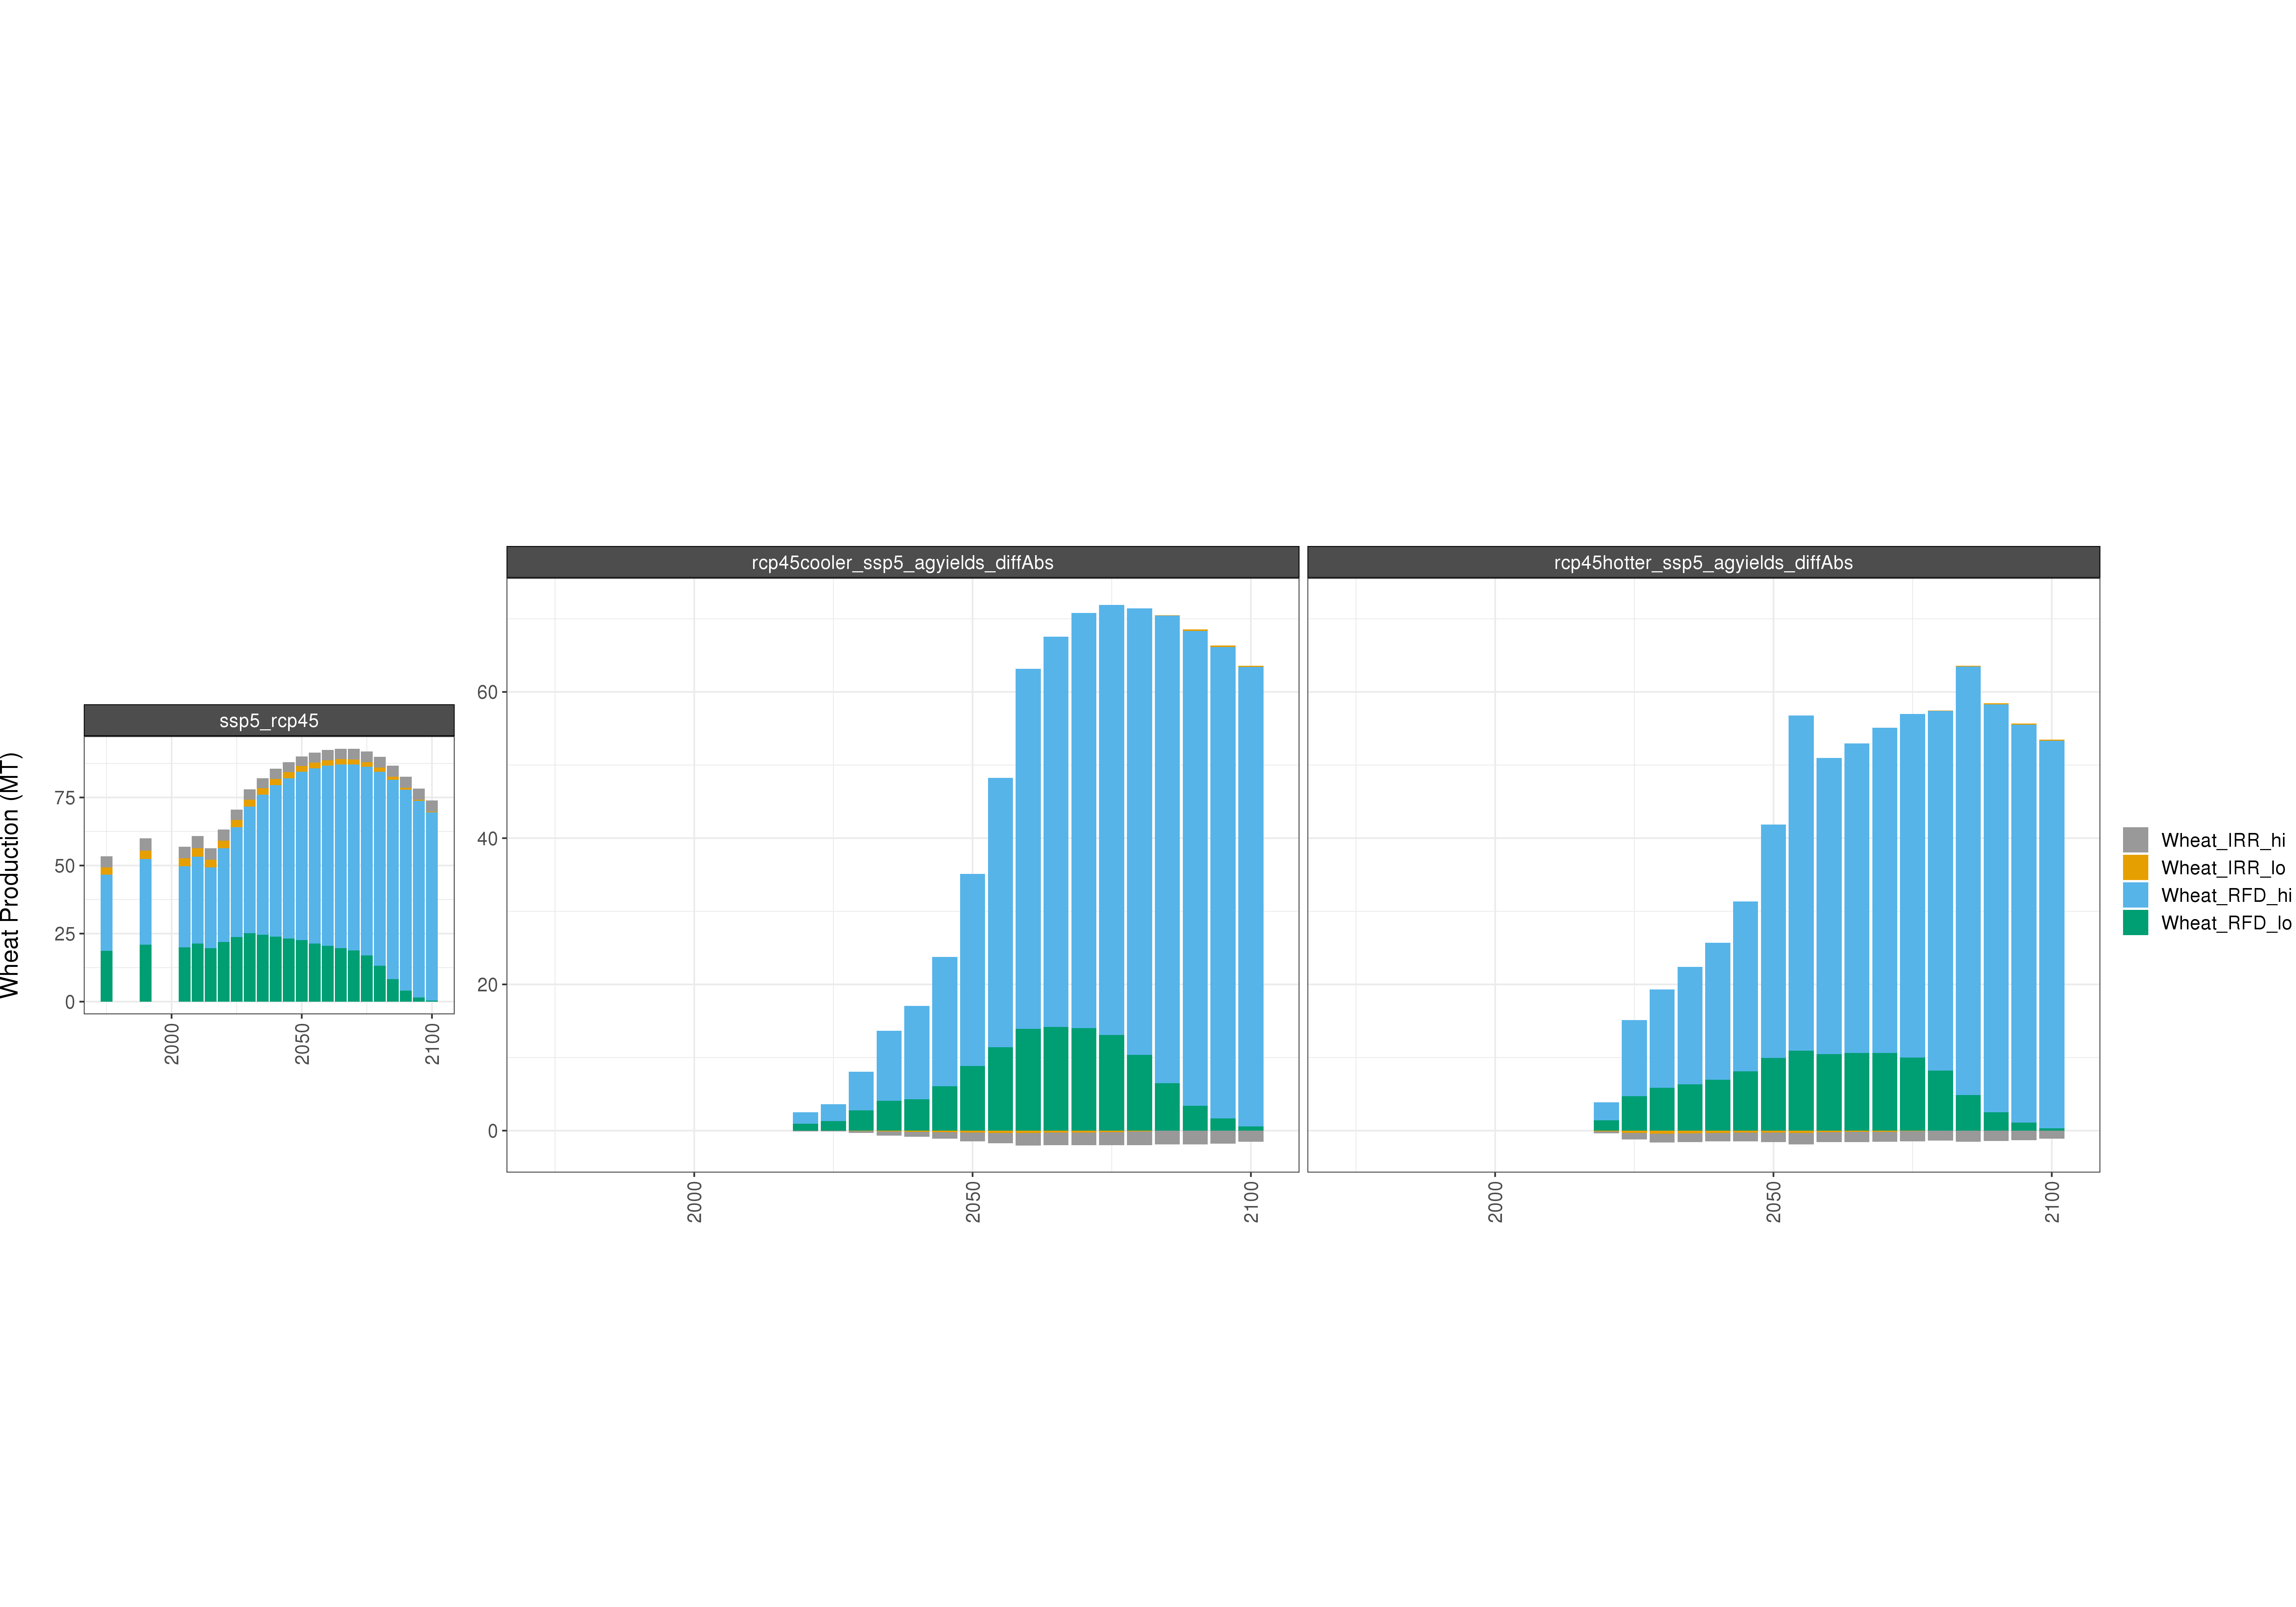 Wheat Production (MT)
ssp5_rcp45
75
50
25
0
2000
2050
2100
rcp45cooler_ssp5_agyields_diffAbs
60
40
20
0
2000
2050
2100
rcp45hotter_ssp5_agyields_diffAbs
2000
2050
2100
Wheat_IRR_hi
Wheat_IRR_lo
Wheat_RFD_hi
Wheat_RFD_lo